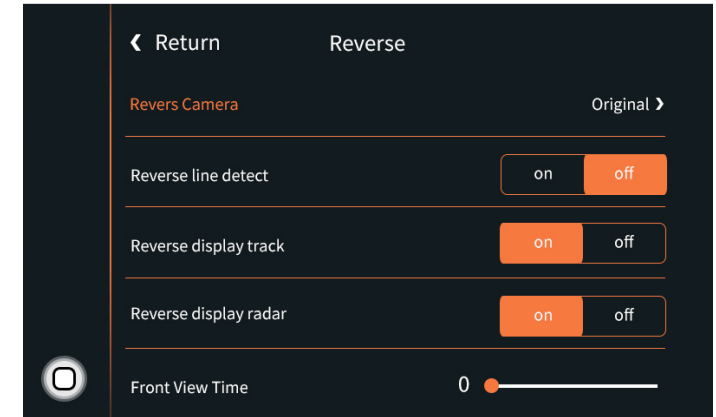 Return Reverse
Revers Camera Original
Reverse line detect on off
Reverse display track on off
Reverse display radar on off
Front View Time 0